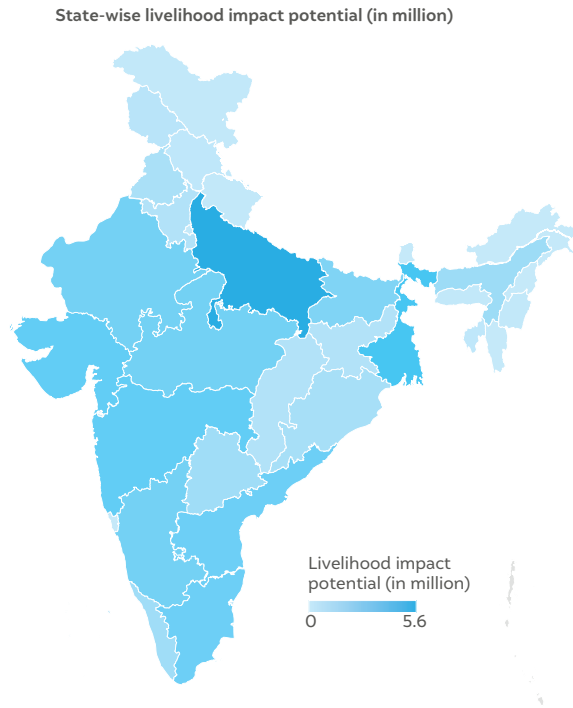 State-wise livelihood impact potential (in million)
Livelihood impact
potential (in million)
0 5.6